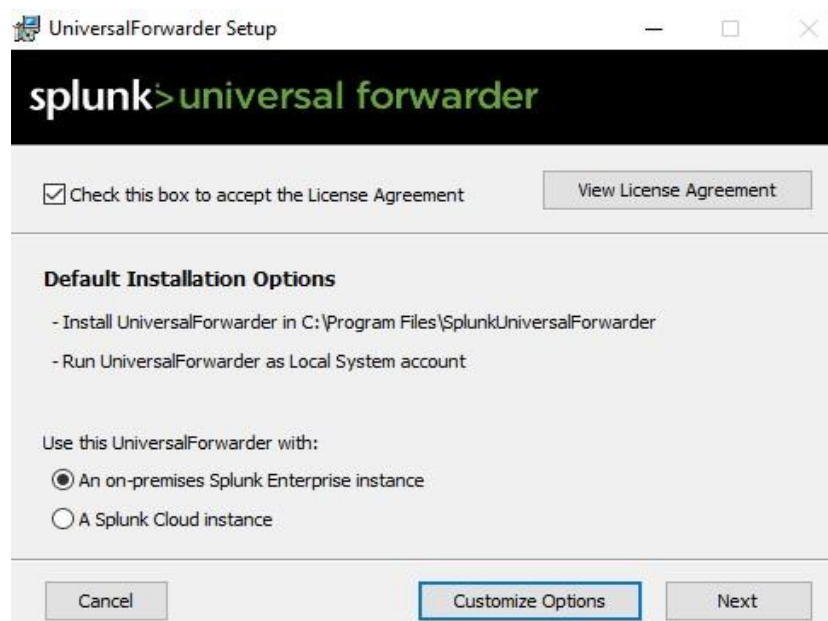 UniversalForwarder Setup
splunk>universal forwarder
Check this box to accept the License Agreement
View License Agreement
Default Installation Options
- Install UniversalForwarder in C:\Program Files\SplunkUniversalForwarder
- Run UniversalForwarder as Local System account
Use this UniversalForwarder with:
An on-premises Splunk Enterprise instance
A Splunk Cloud instance
Cancel
Customize Options
Next